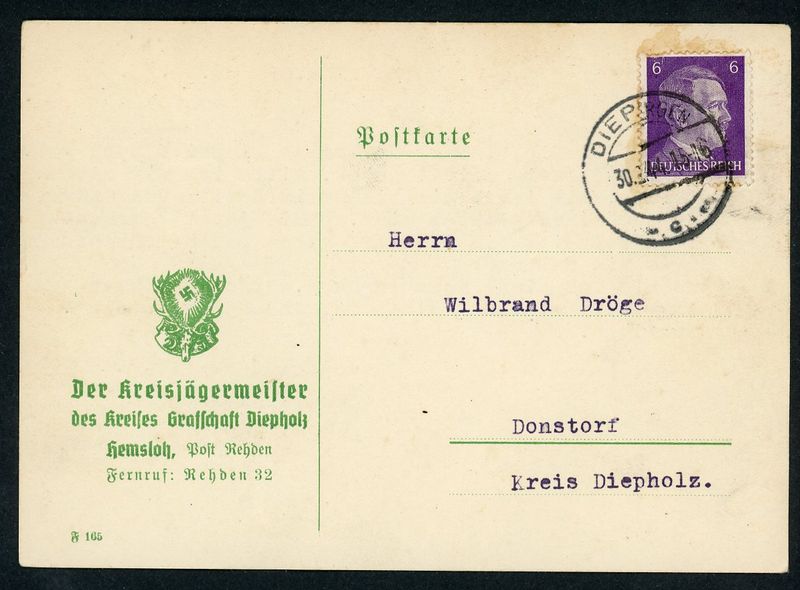 6 6
DEUTSCHES REICH
Postkarte
Herrn
Wilbrand Dröge
Donstorf
Kreis Diepholz.
Der Kreisjägermeister
des Kreises Grafschaft Diepholz
Hemsloh, Post Rehden
Fernruf: Rehden 32
F 165